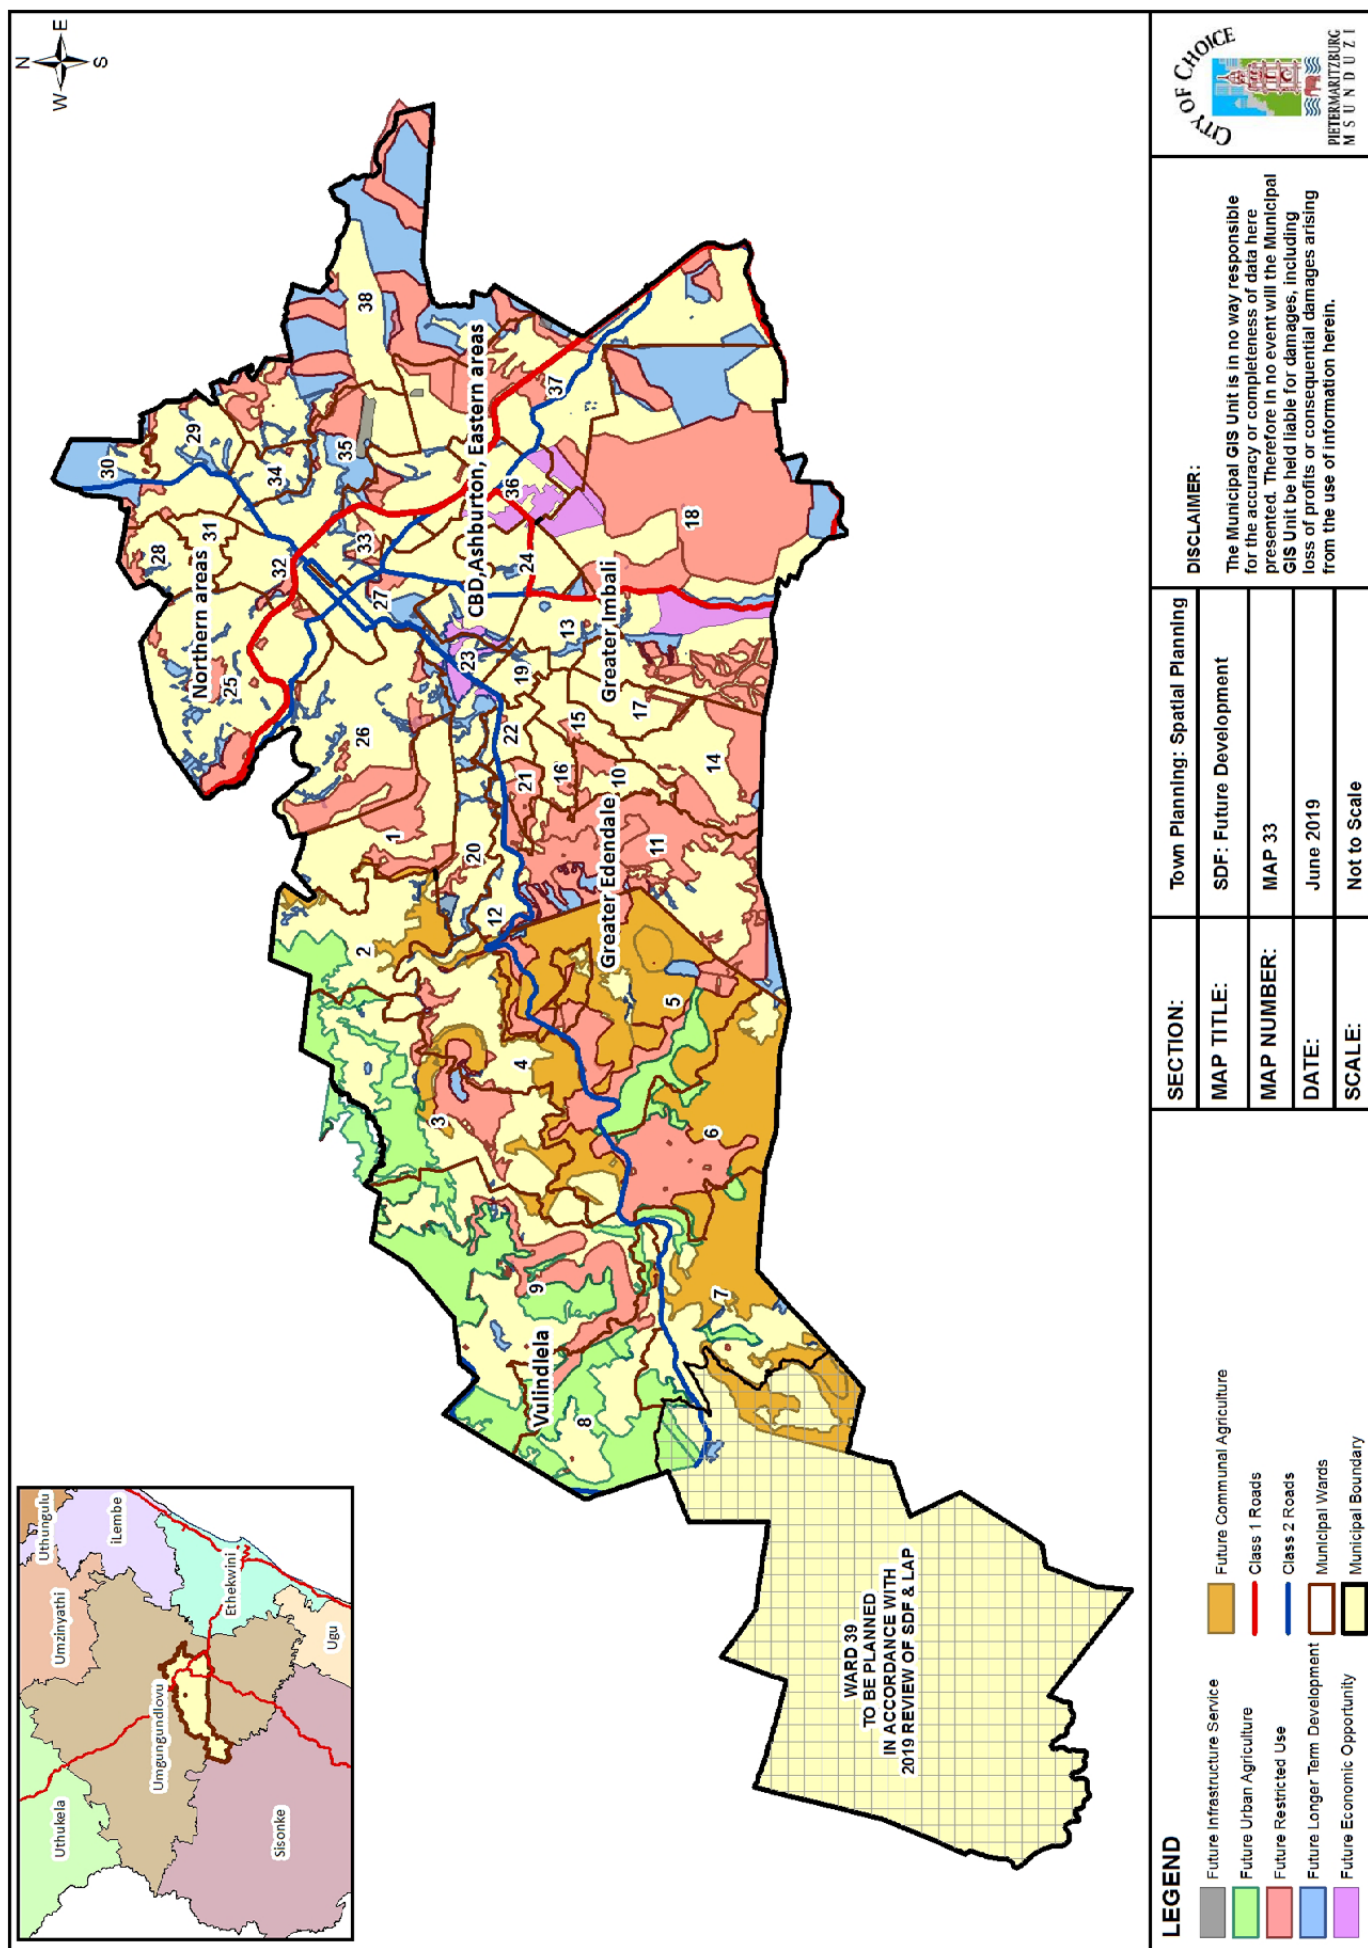 N
W
E
S
Uthungulu
Umzinyathi
iLembe
Uthukela
Umgungundlovu
Ethekwini
Ugu
Sisonke
30
29
28
31
34
Northern areas
25
32
35
38
33
27
26
CBD,Ashburton, Eastern areas
36
37
24
23
1
2
20
12
19
22
21
13
Greater Imbali
18
15
16
17
10
14
Greater Edendale
11
3
4
5
6
9
Vulindlela
8
7
WARD 39
TO BE PLANNED
IN ACCORDANCE WITH
2019 REVIEW OF SDF & LAP
LEGEND
Future Infrastructure Service
Future Urban Agriculture
Future Restricted Use
Future Longer Term Development
Future Economic Opportunity
Future Communal Agriculture
Class 1 Roads
Class 2 Roads
Municipal Wards
Municipal Boundary
SECTION:
Town Planning: Spatial Planning
MAP TITLE:
SDF: Future Development
MAP NUMBER:
MAP 33
DATE:
June 2019
SCALE:
Not to Scale
DISCLAIMER:
The Municipal GIS Unit is in no way responsible
for the accuracy or completeness of data here
presented. Therefore in no event will the Municipal
GIS Unit be held liable for damages, including
loss of profits or consequential damages arising
from the use of information herein.
CITY OF CHOICE
PIETERMARITZBURG
MSUNDUZI